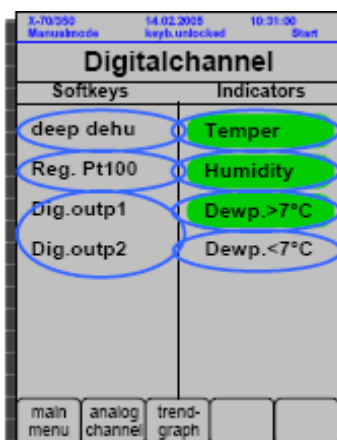 X-70/350 14.02.2005 10:31:00
Manualmode keyb.unlocked Start
Digitalchannel
Softkeys Indicators
deep dehu Temper
Reg. Pt100 Humidity
Dig.outp1 Dewp.>7°C
Dig.outp2 Dewp.<7°C
main analog trend-
menu channel graph